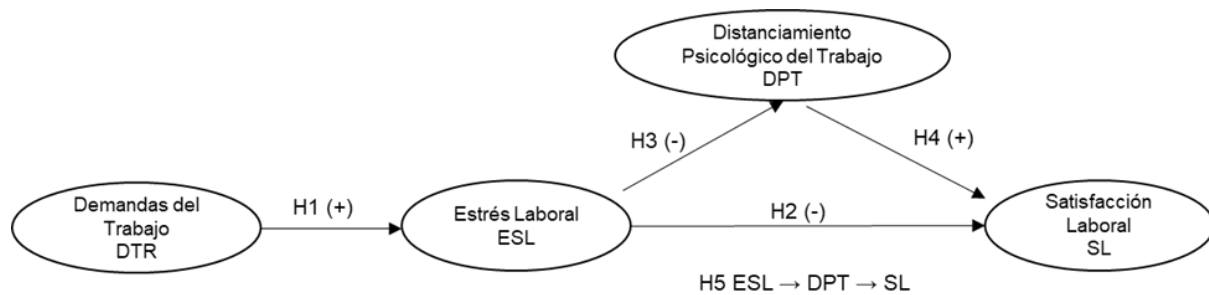 Distanciamiento
Psicológico del Trabajo
DPT
H3 (-)
H4 (+)
Demandas del
Trabajo
DTR
H1 (+)
Estrés Laboral
ESL
H2 (-)
Satisfacción
Laboral
SL
H5 ESL → DPT → SL